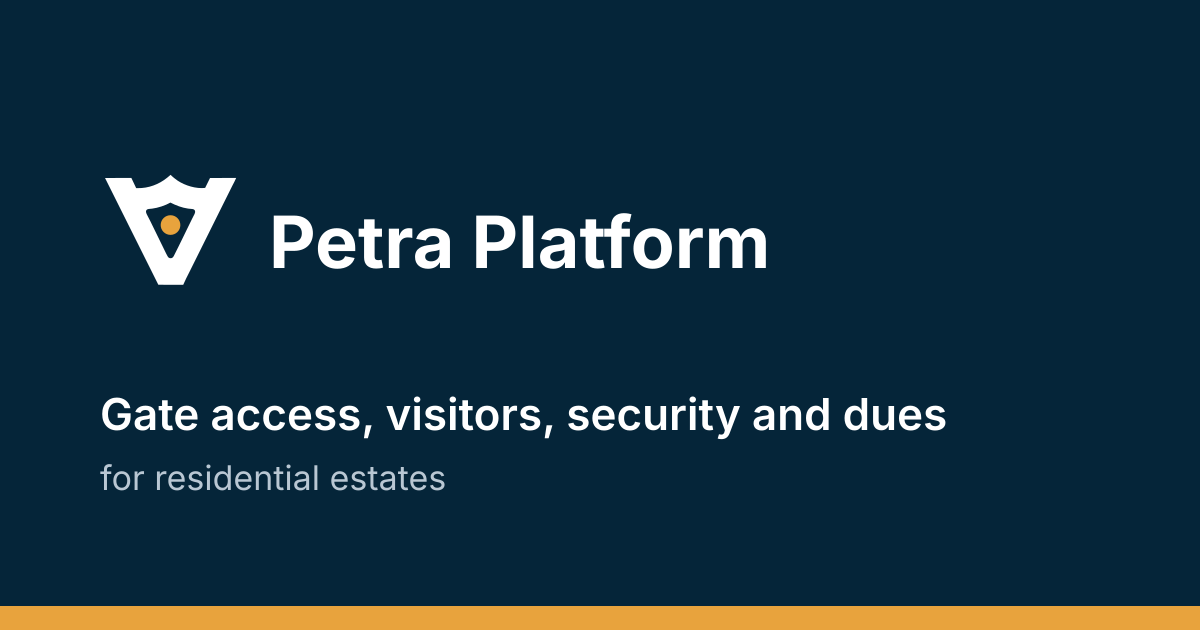 Petra Platform
Gate access, visitors, security and dues
for residential estates